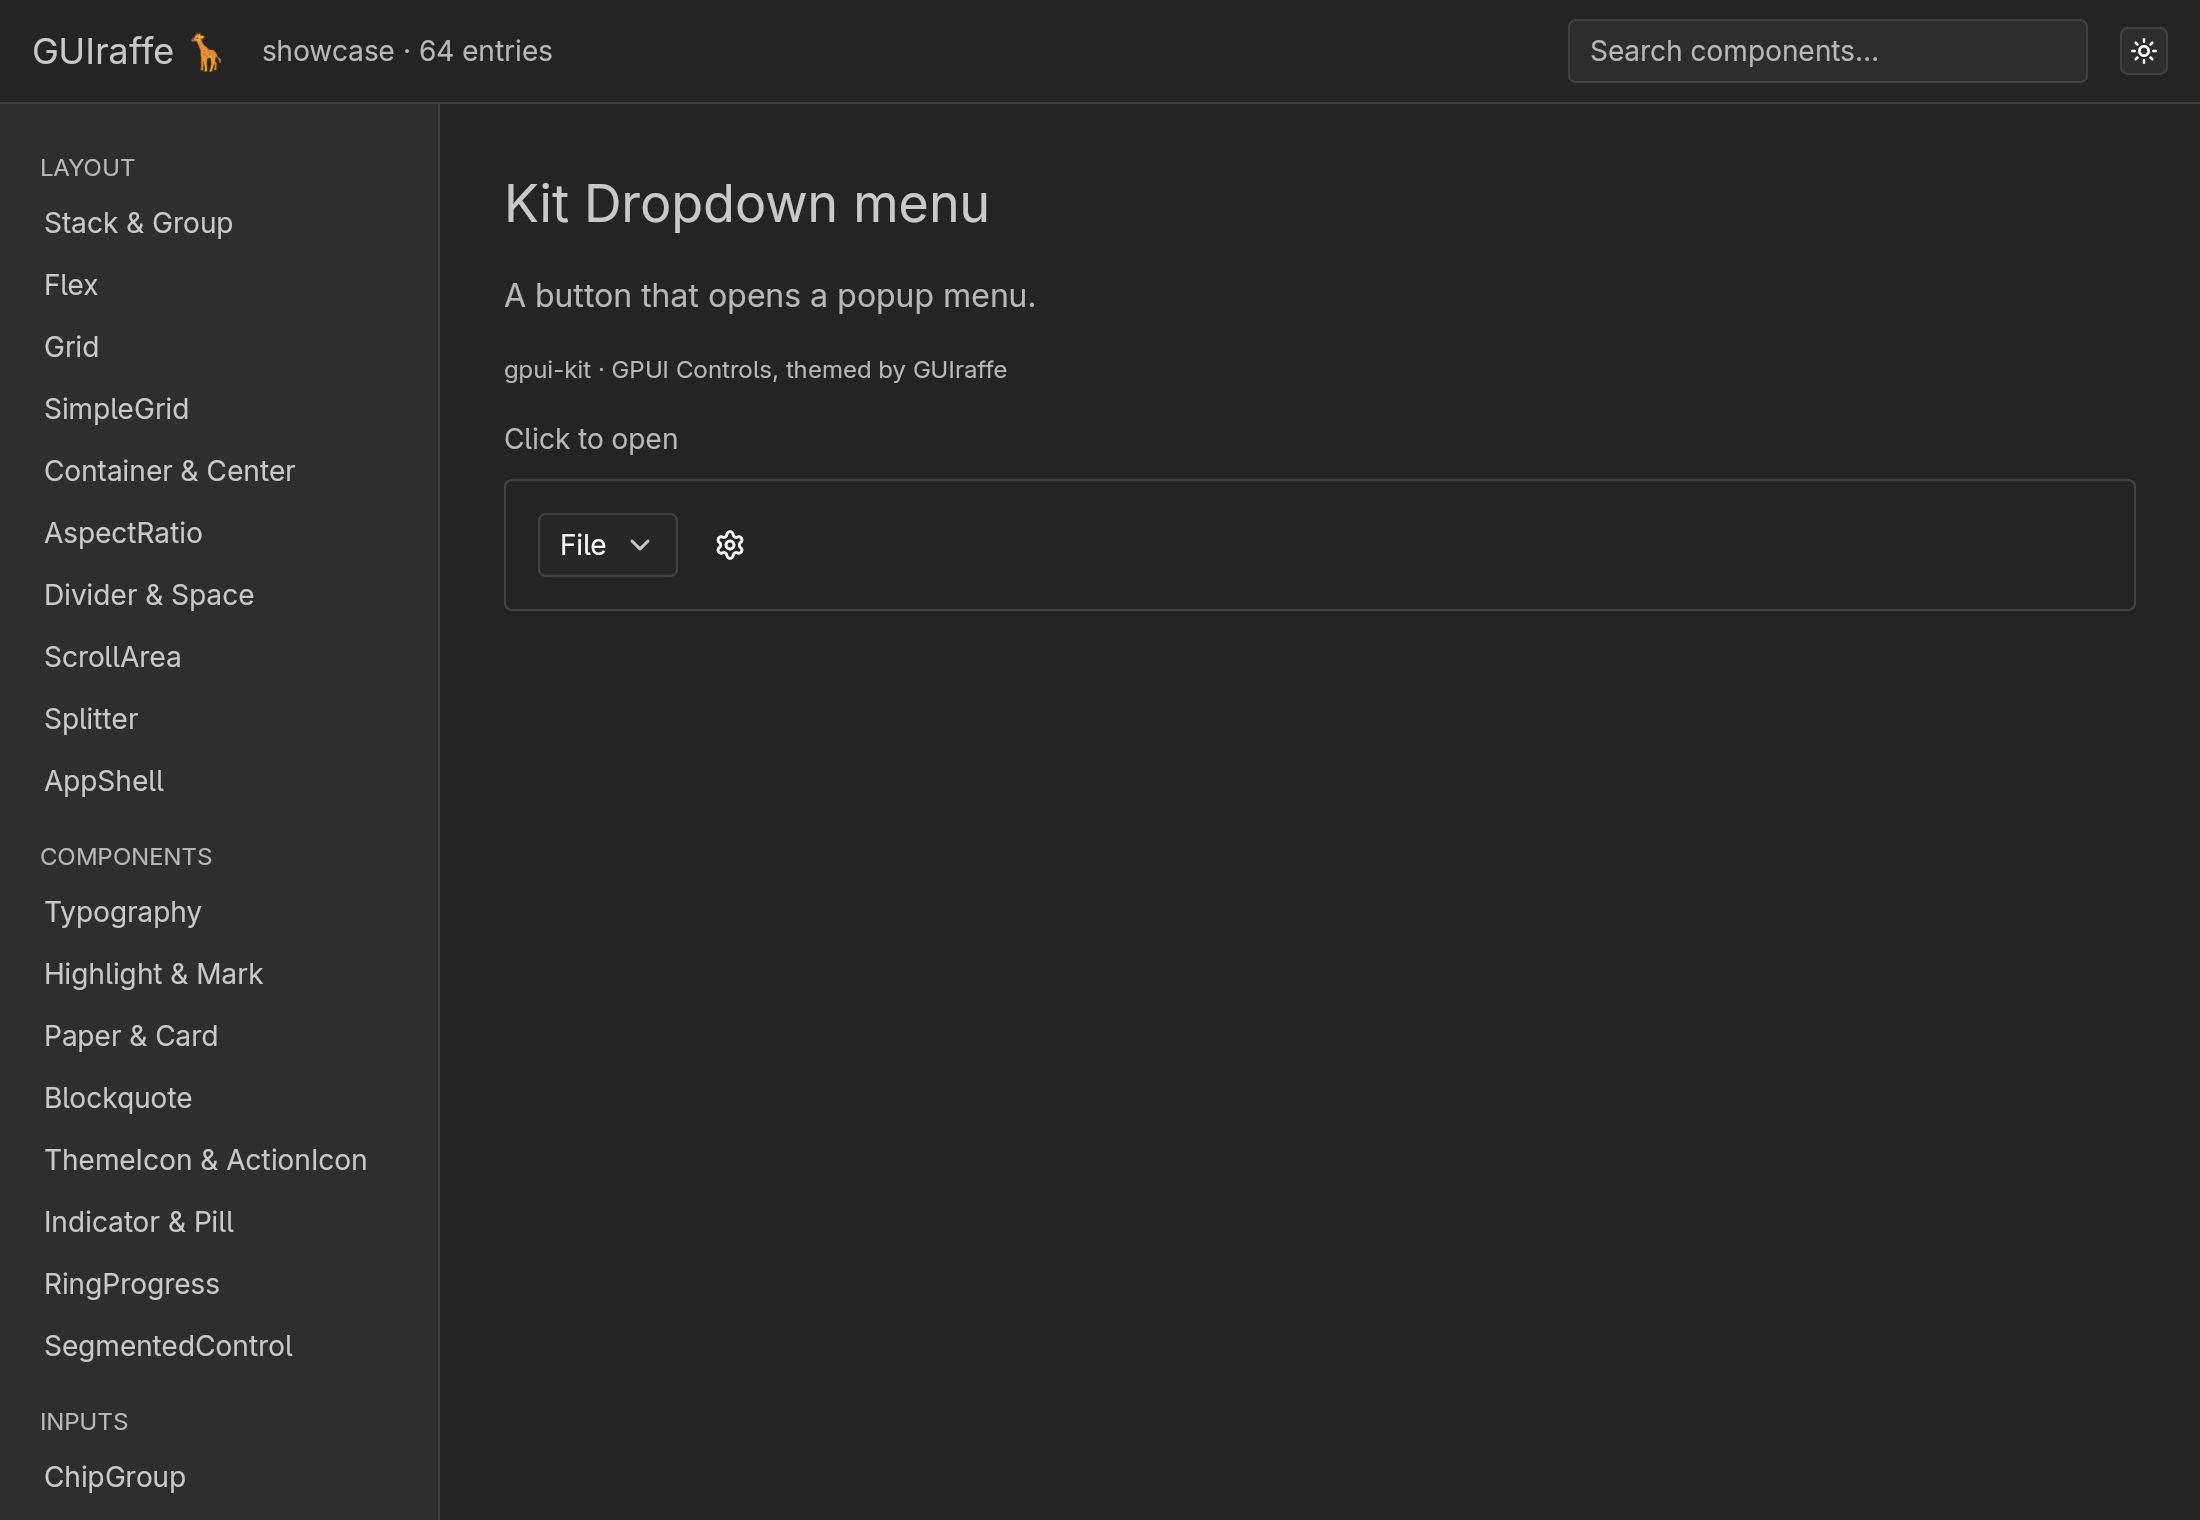 GUIraffe 🦒 showcase · 64 entries Search components...
LAYOUT
Stack & Group
Flex
Grid
SimpleGrid
Container & Center
AspectRatio
Divider & Space
ScrollArea
Splitter
AppShell
COMPONENTS
Typography
Highlight & Mark
Paper & Card
Blockquote
ThemeIcon & ActionIcon
Indicator & Pill
RingProgress
SegmentedControl
INPUTS
ChipGroup
Kit Dropdown menu
A button that opens a popup menu.
gpui-kit · GPUI Controls, themed by GUIraffe
Click to open
File